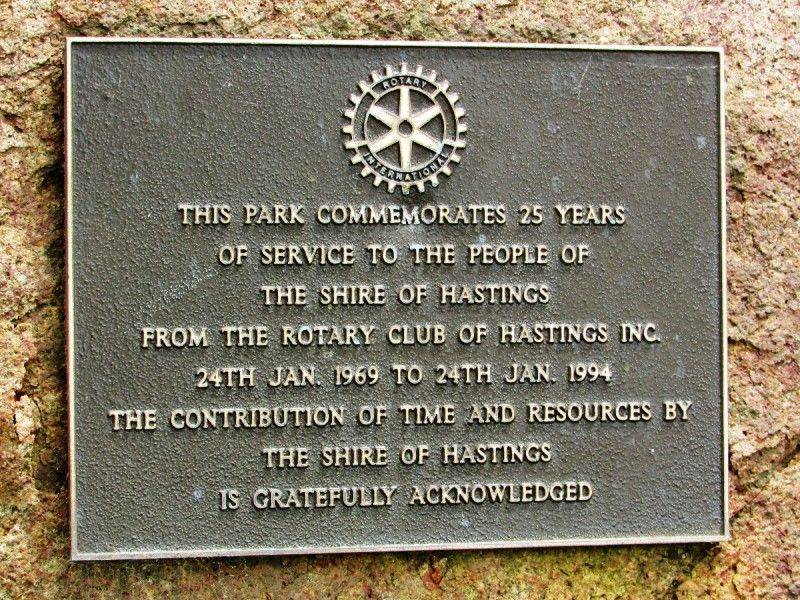 ROTARY
INTERNATIONAL
THIS PARK COMMEMORATES 25 YEARS
OF SERVICE TO THE PEOPLE OF
THE SHIRE OF HASTINGS
FROM THE ROTARY CLUB OF HASTINGS INC.
24TH JAN. 1969 TO 24TH JAN. 1994
THE CONTRIBUTION OF TIME AND RESOURCES BY
THE SHIRE OF HASTINGS
IS GRATEFULLY ACKNOWLEDGED